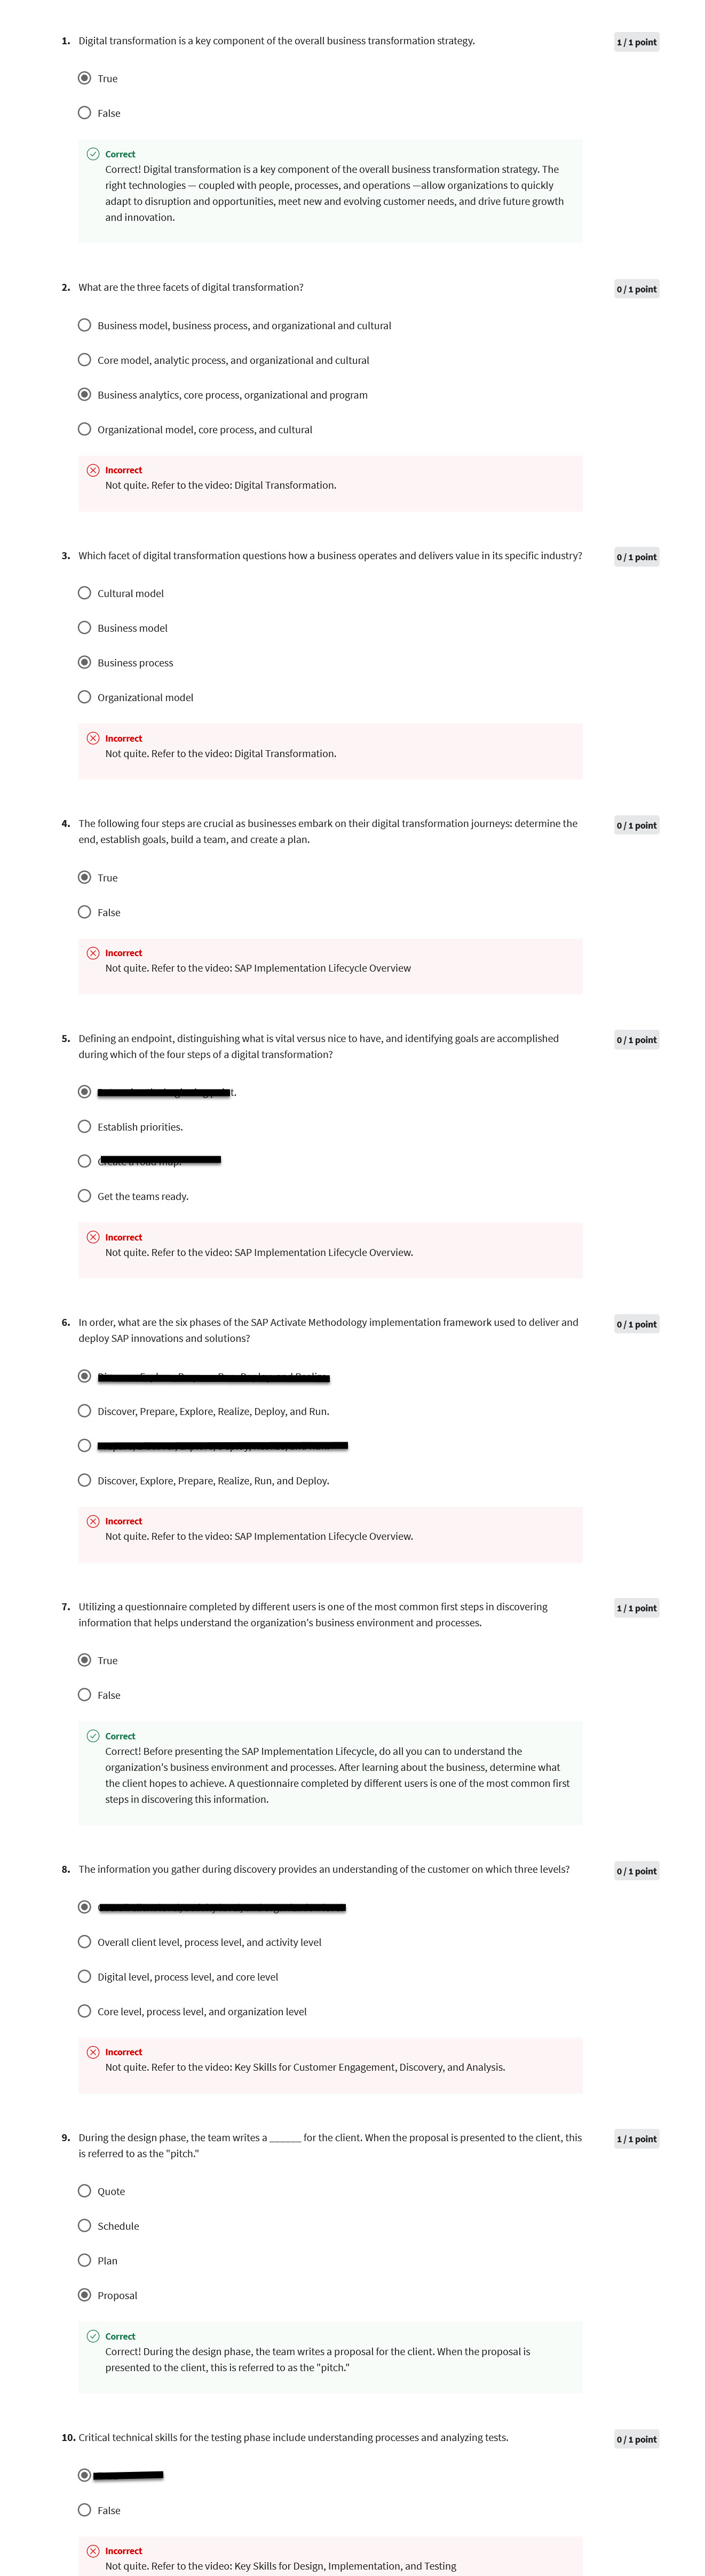 1. Digital transformation is a key component of the overall business transformation strategy.
1 / 1 point
True
False
Correct
Correct! Digital transformation is a key component of the overall business transformation strategy. The
right technologies — coupled with people, processes, and operations —allow organizations to quickly
adapt to disruption and opportunities, meet new and evolving customer needs, and drive future growth
and innovation.
2. What are the three facets of digital transformation?
0 / 1 point
Business model, business process, and organizational and cultural
Core model, analytic process, and organizational and cultural
Business analytics, core process, organizational and program
Organizational model, core process, and cultural
Incorrect
Not quite. Refer to the video: Digital Transformation.
3. Which facet of digital transformation questions how a business operates and delivers value in its specific industry?
0 / 1 point
Cultural model
Business model
Business process
Organizational model
Incorrect
Not quite. Refer to the video: Digital Transformation.
4. The following four steps are crucial as businesses embark on their digital transformation journeys: determine the
end, establish goals, build a team, and create a plan.
0 / 1 point
True
False
Incorrect
Not quite. Refer to the video: SAP Implementation Lifecycle Overview
5. Defining an endpoint, distinguishing what is vital versus nice to have, and identifying goals are accomplished
during which of the four steps of a digital transformation?
0 / 1 point
Establish priorities.
Get the teams ready.
Incorrect
Not quite. Refer to the video: SAP Implementation Lifecycle Overview.
6. In order, what are the six phases of the SAP Activate Methodology implementation framework used to deliver and
deploy SAP innovations and solutions?
0 / 1 point
Discover, Prepare, Explore, Realize, Deploy, and Run.
Discover, Explore, Prepare, Realize, Run, and Deploy.
Incorrect
Not quite. Refer to the video: SAP Implementation Lifecycle Overview.
7. Utilizing a questionnaire completed by different users is one of the most common first steps in discovering
information that helps understand the organization's business environment and processes.
1 / 1 point
True
False
Correct
Correct! Before presenting the SAP Implementation Lifecycle, do all you can to understand the
organization's business environment and processes. After learning about the business, determine what
the client hopes to achieve. A questionnaire completed by different users is one of the most common first
steps in discovering this information.
8. The information you gather during discovery provides an understanding of the customer on which three levels?
0 / 1 point
Overall client level, process level, and activity level
Digital level, process level, and core level
Core level, process level, and organization level
Incorrect
Not quite. Refer to the video: Key Skills for Customer Engagement, Discovery, and Analysis.
9. During the design phase, the team writes a ______ for the client. When the proposal is presented to the client, this
is referred to as the "pitch."
1 / 1 point
Quote
Schedule
Plan
Proposal
Correct
Correct! During the design phase, the team writes a proposal for the client. When the proposal is
presented to the client, this is referred to as the "pitch."
10. Critical technical skills for the testing phase include understanding processes and analyzing tests.
0 / 1 point
False
Incorrect
Not quite. Refer to the video: Key Skills for Design, Implementation, and Testing